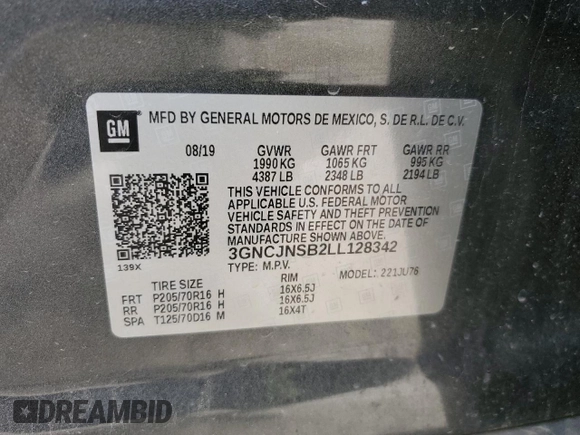 GM
MFD BY GENERAL MOTORS DE MEXICO, S. DE R.L. DE C.V.
08/19 GVWR GAWR FRT GAWR RR
1990 KG 1065 KG 995 KG
4387 LB 2348 LB 2194 LB
THIS VEHICLE CONFORMS TO ALL
APPLICABLE U.S. FEDERAL MOTOR
VEHICLE SAFETY AND THEFT PREVENTION
STANDARDS IN EFFECT ON THE DATE OF
MANUFACTURE SHOWN ABOVE.
3GNCJNSB2LL128342
139X TYPE: M.P.V. MODEL: 221JU76
TIRE SIZE RIM
FRT P205/70R16 H 16X6.5J
RR P205/70R16 H 16X6.5J
SPA T125/70D16 M 16X4T
DREAMBID